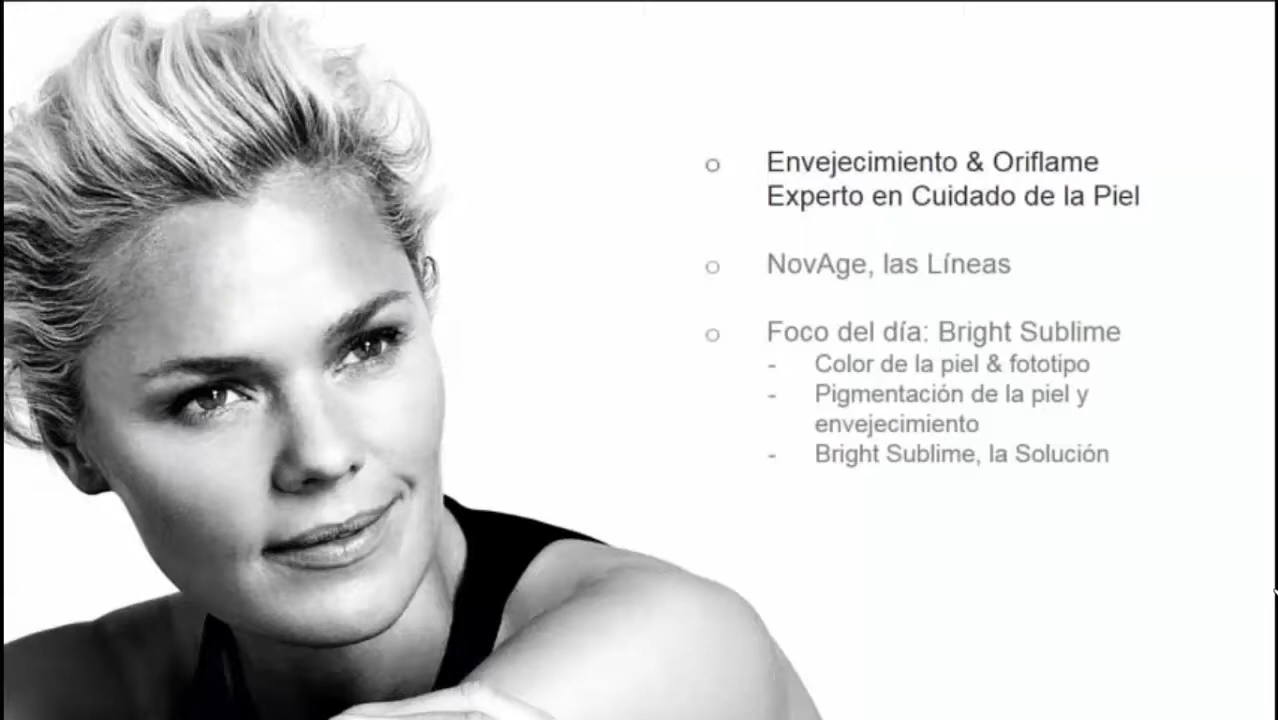 o Envejecimiento & Oriflame
Experto en Cuidado de la Piel
o NovAge, las Líneas
o Foco del día: Bright Sublime
- Color de la piel & fototipo
- Pigmentación de la piel y
envejecimiento
- Bright Sublime, la Solución